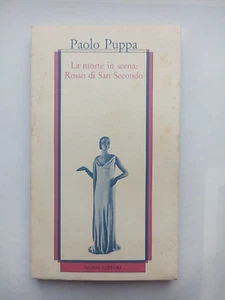 Paolo Puppa
La morte in scena:
Rosso di San Secondo